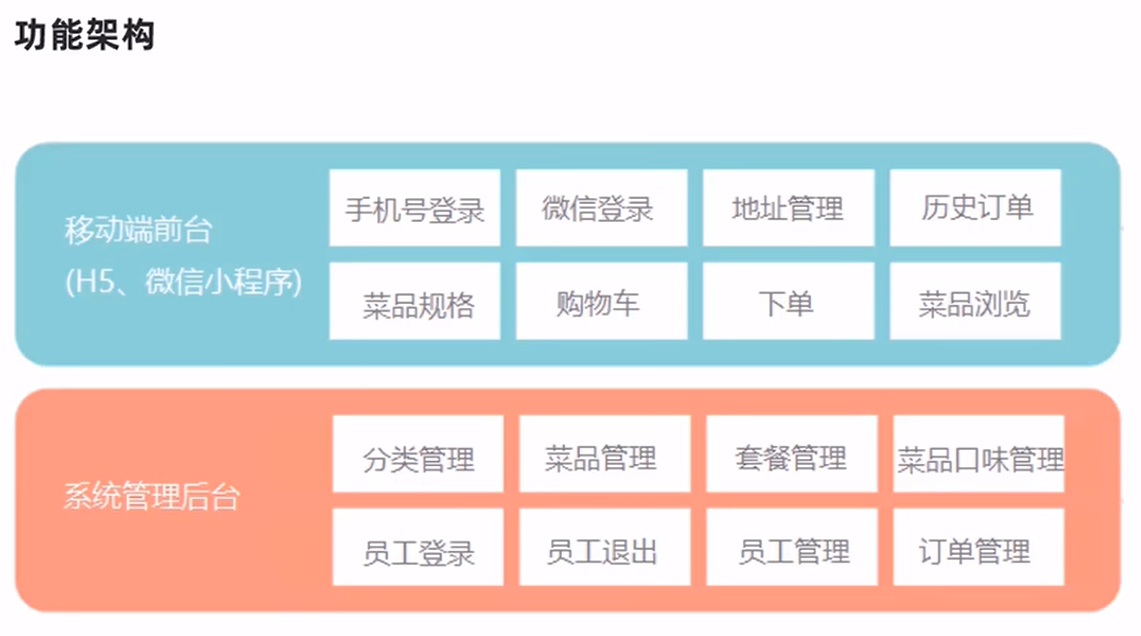 功能架构
移动端前台
(H5、微信小程序)
手机号登录
微信登录
地址管理
历史订单
菜品规格
购物车
下单
菜品浏览
系统管理后台
分类管理
菜品管理
套餐管理
菜品口味管理
员工登录
员工退出
员工管理
订单管理